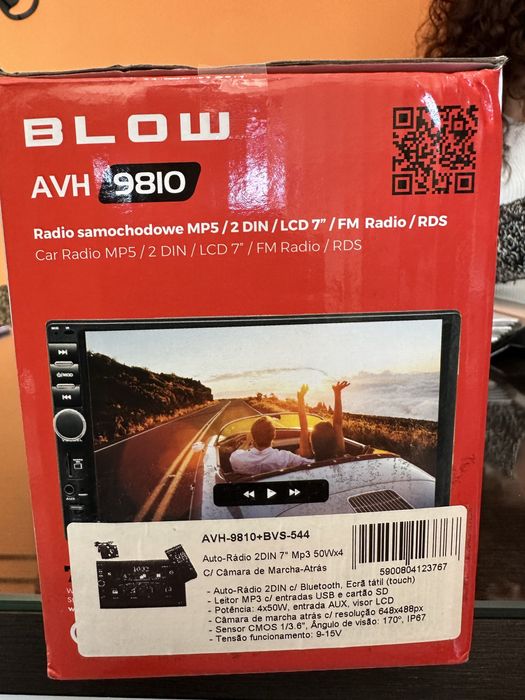 BLOW
AVH 9810
Radio samochodowe MP5 / 2 DIN / LCD 7" / FM Radio / RDS
Car Radio MP5 / 2 DIN / LCD 7" / FM Radio / RDS
AVH-9810+BVS-544
Auto-Rádio 2DIN 7" Mp3 50Wx4
C/ Câmara de Marcha-Atrás
5900804123767
- Auto-Rádio 2DIN c/ Bluetooth, Ecrã tátil (touch)
- Leitor MP3 c/ entradas USB e cartão SD
- Potência: 4x50W, entrada AUX, visor LCD
- Câmara de marcha atrás c/ resolução 648x488px
- Sensor CMOS 1/3.6", Ângulo de visão: 170º, IP67
- Tensão funcionamento: 9-15V